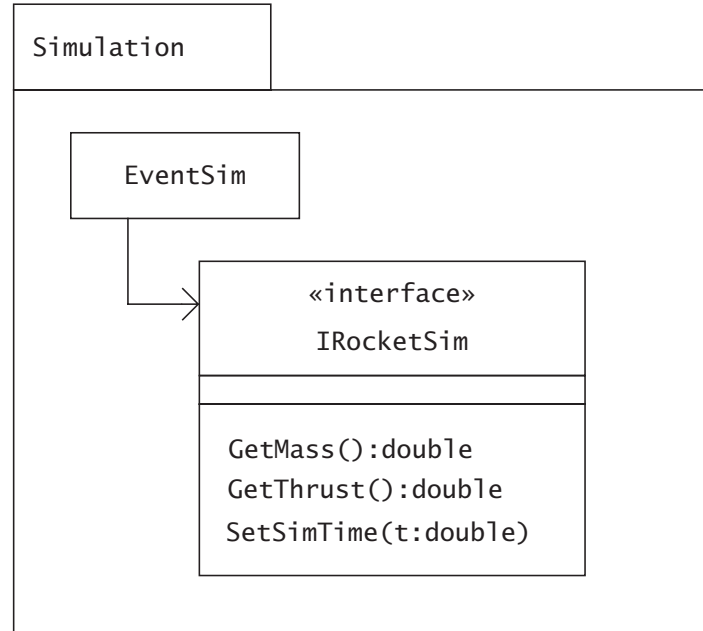 Simulation
EventSim
«interface»
IRocketSim
GetMass():double
GetThrust():double
SetSimTime(t:double)